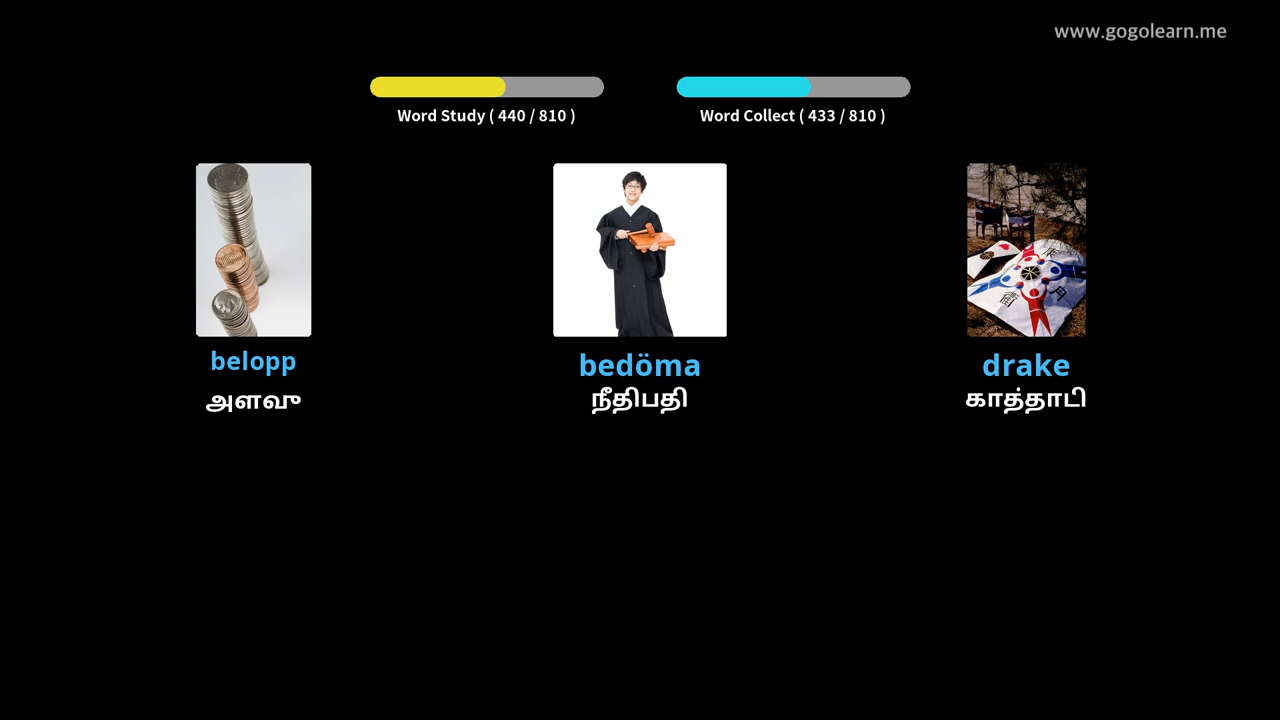 www.gogolearn.me
Word Study ( 440 / 810 )
Word Collect ( 433 / 810 )
belopp
அளவு
bedöma
நீதிபதி
drake
காத்தாடி